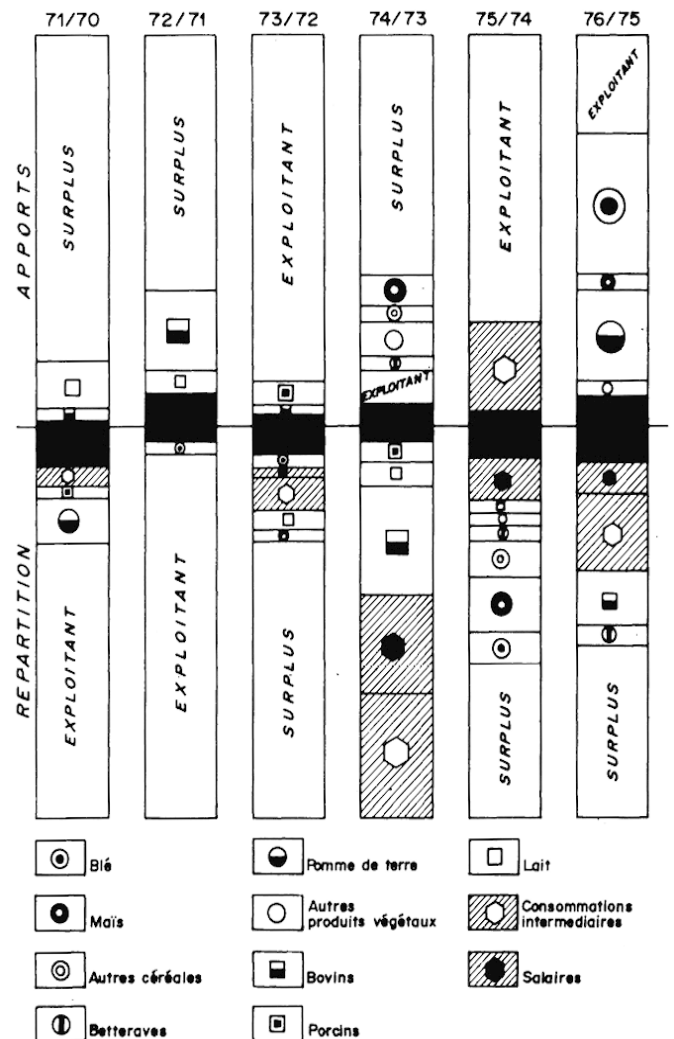 71/70 72/71 73/72 74/73 75/74 76/75
APPORTS
SURPLUS
SURPLUS
EXPLOITANT
SURPLUS
EXPLOITANT
EXPLOITANT
EXPLOITANT
REPARTITION
EXPLOITANT
EXPLOITANT
SURPLUS
SURPLUS
SURPLUS
Blé
Pomme de terre
Lait
Maïs
Autres
produits végétaux
Consommations
intermediaires
Autres céréales
Bovins
Salaires
Betteraves
Porcins